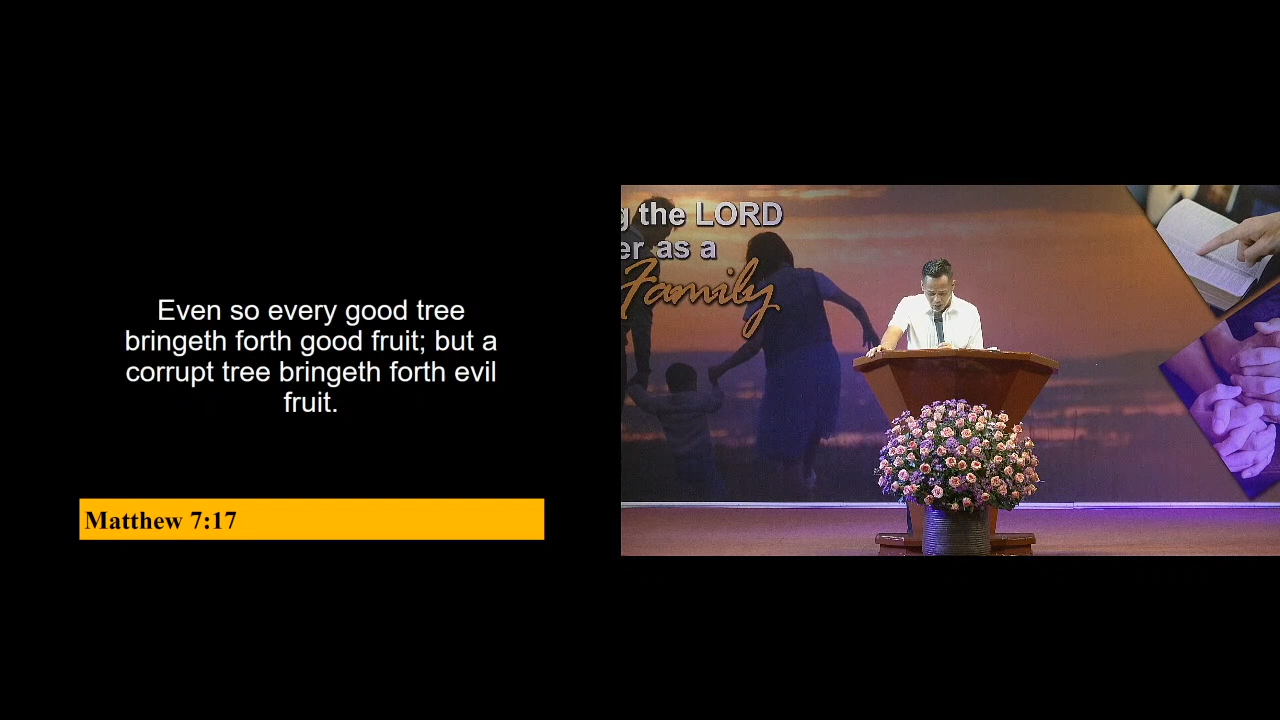 Even so every good tree
bringeth forth good fruit; but a
corrupt tree bringeth forth evil
fruit.
Matthew 7:17
g the LORD
er as a
Family